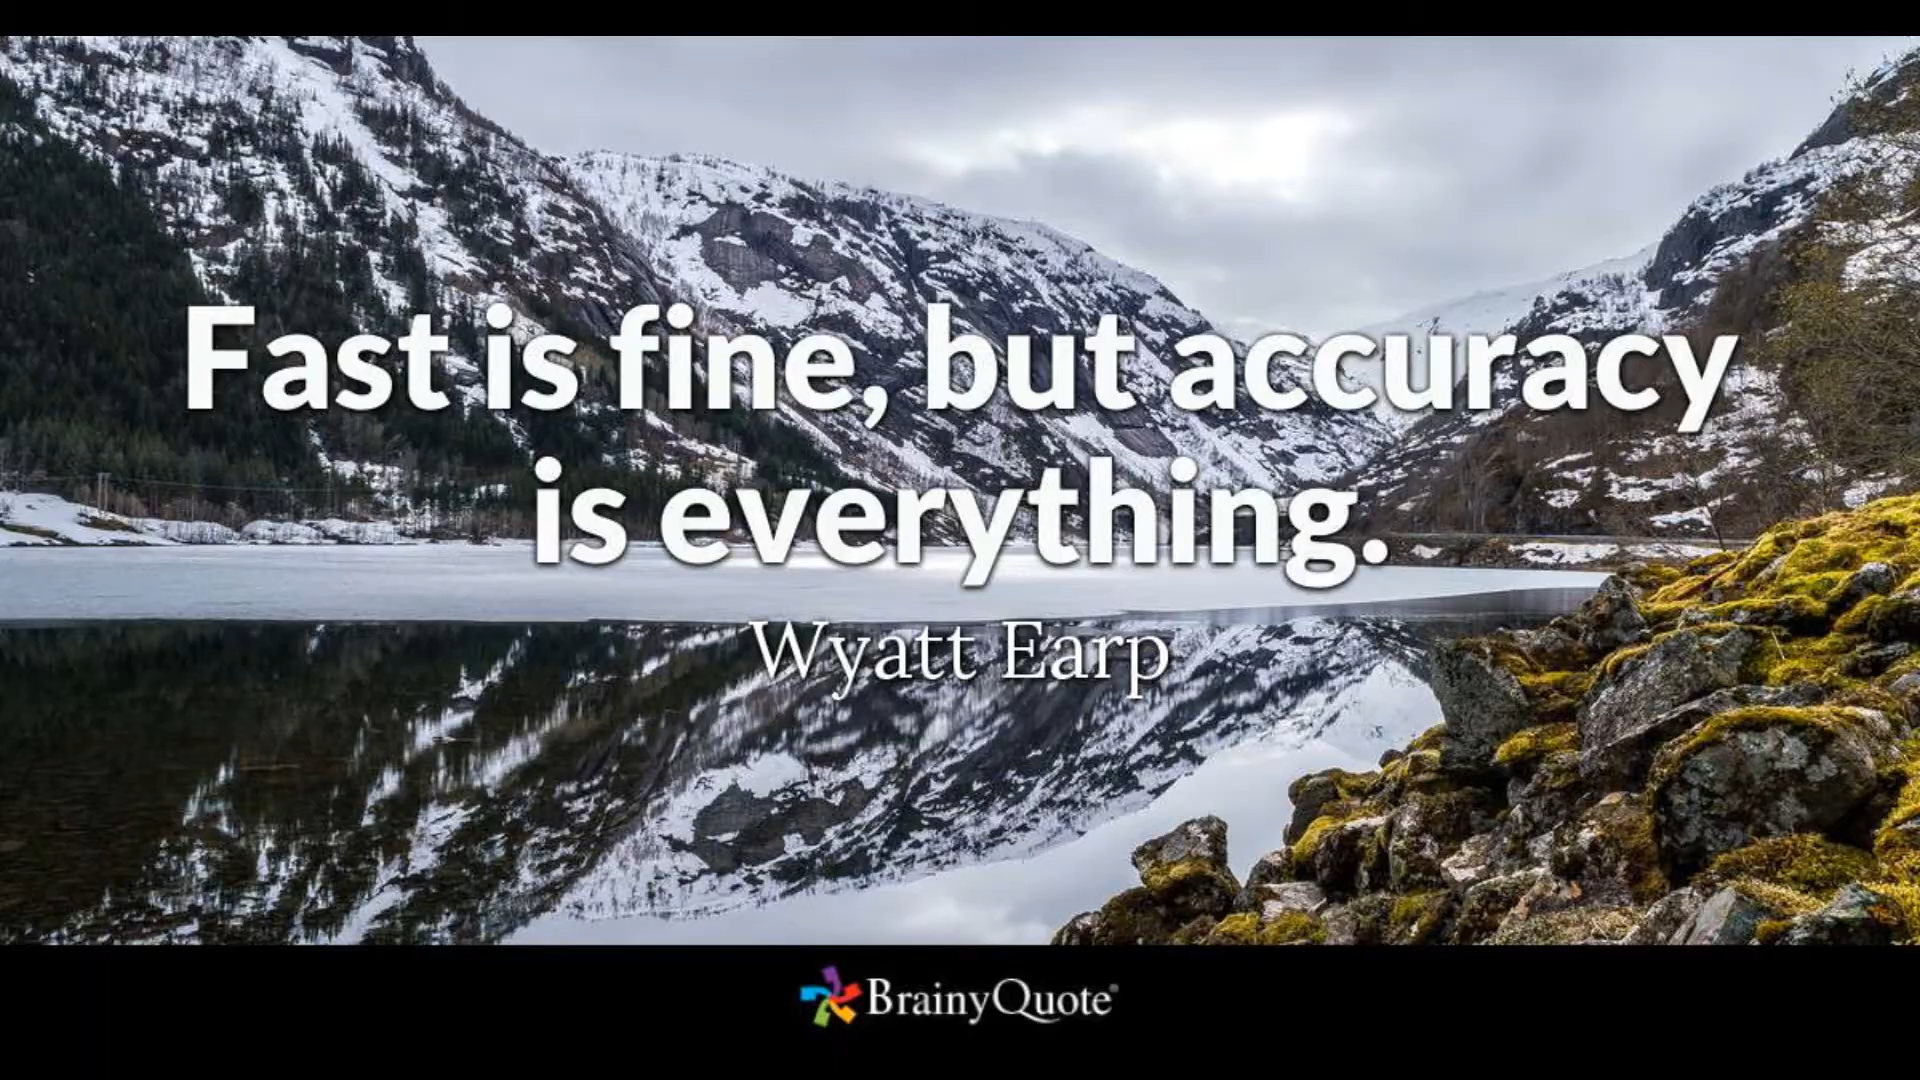 Fast is fine, but accuracy
is everything.
Wyatt Earp
BrainyQuote®